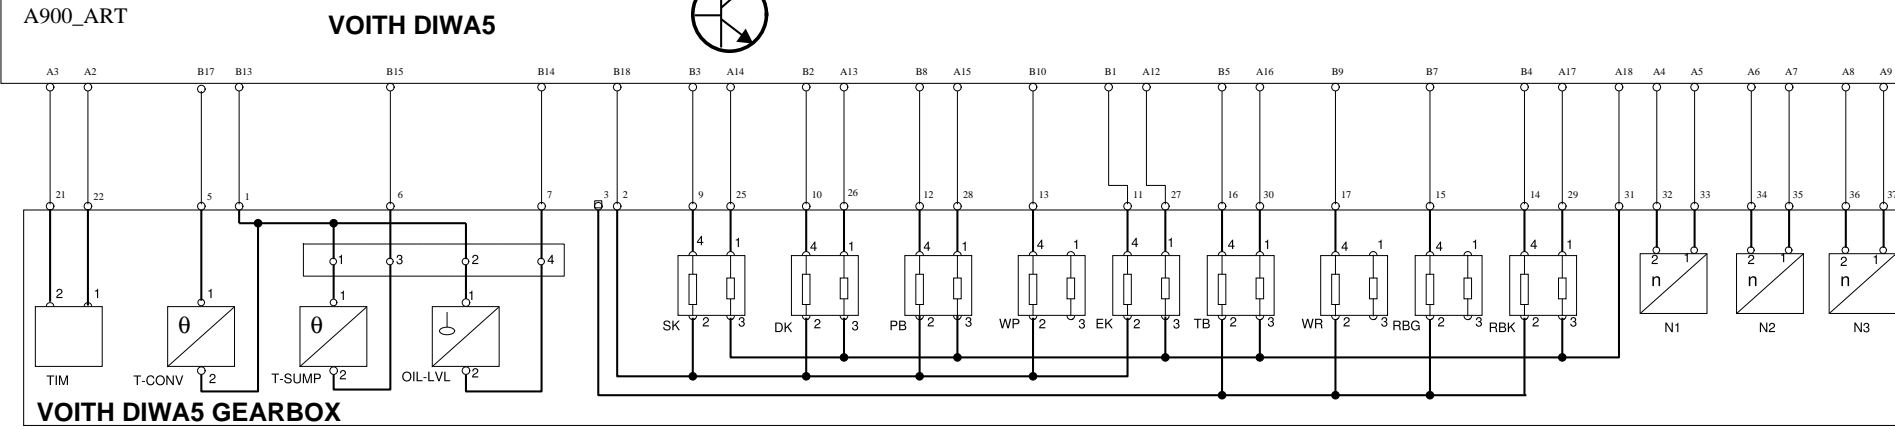 A900_ART
VOITH DIWA5
A3 A2 B17 B13 B15 B14 B18 B3 A14 B2 A13 B8 A15 B10 B1 A12 B5 A16 B9 B7 B4 A17 A18 A4 A5 A6 A7 A8 A9
21 22 5 1 6 7 3 2 9 25 10 26 12 28 13 11 27 16 30 17 15 14 29 31 32 33 34 35 36 37
4 1 4 1 4 1 4 1 4 1 4 1 4 1 4 1 4 1
1 3 2 4
2 1 2 1 2 1
n n n
2 1 1 1 1
θ θ
SK 2 3 DK 2 3 PB 2 3 WP 2 3 EK 2 3 TB 2 3 WR 2 3 RBG 2 3 RBK 2 3
N1 N2 N3
TIM T-CONV 2 T-SUMP 2 OIL-LVL 2
VOITH DIWA5 GEARBOX